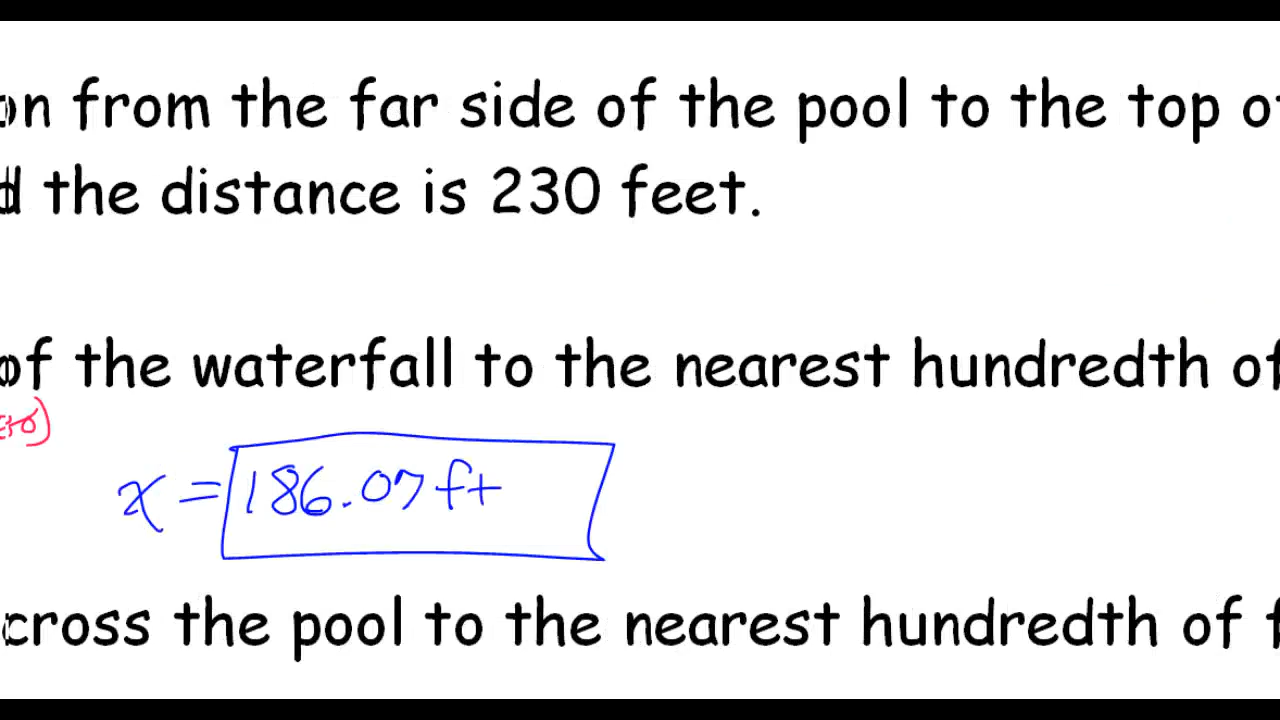 on from the far side of the pool to the top of
d the distance is 230 feet.
of the waterfall to the nearest hundredth of
x = 186.07 ft
cross the pool to the nearest hundredth of